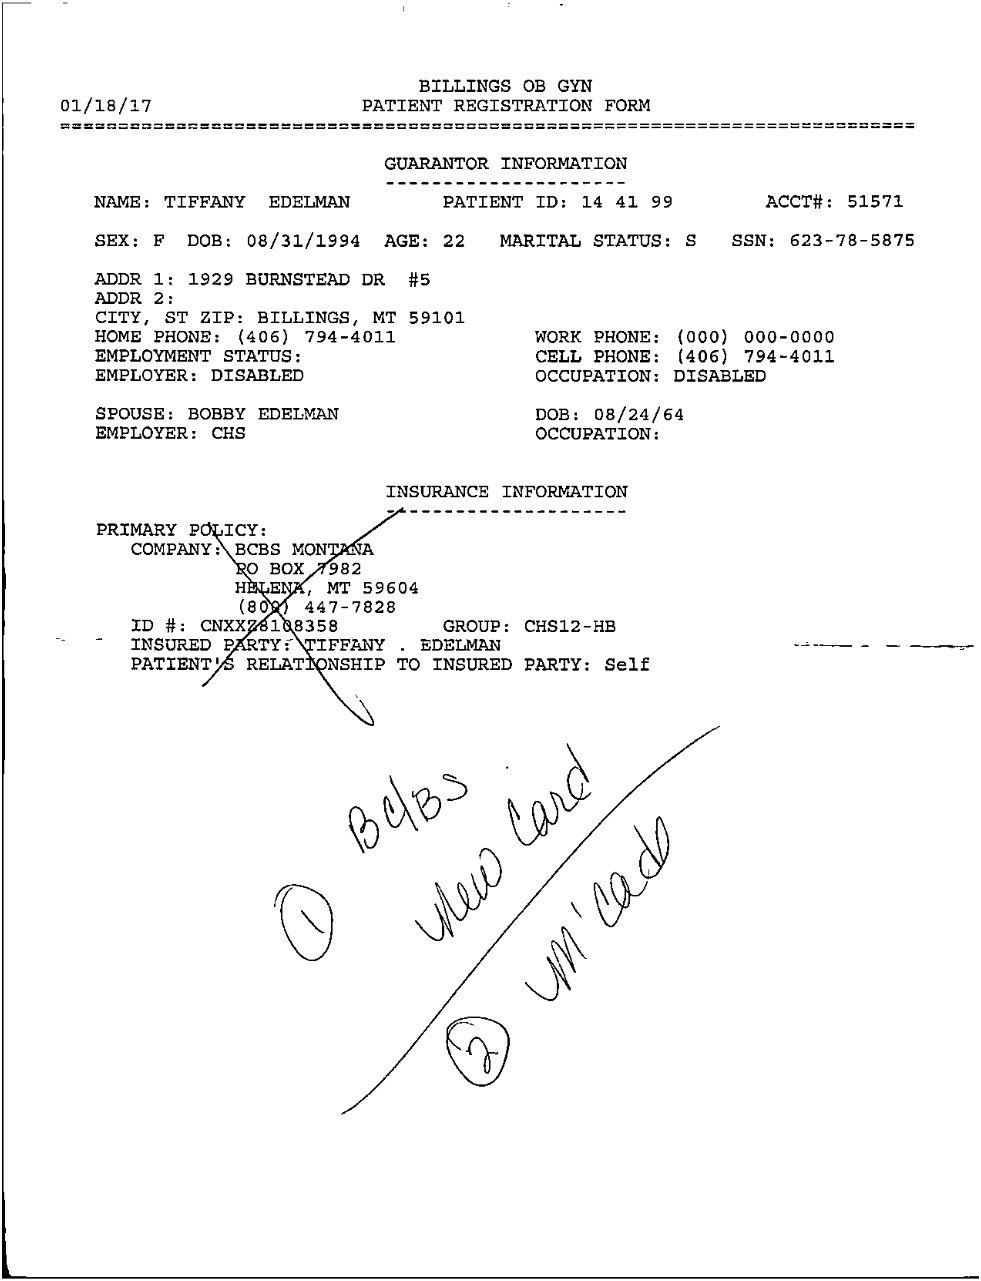 BILLINGS OB GYN
01/18/17 PATIENT REGISTRATION FORM
==========================================================================
GUARANTOR INFORMATION
---------------------
NAME: TIFFANY EDELMAN PATIENT ID: 14 41 99 ACCT#: 51571
SEX: F DOB: 08/31/1994 AGE: 22 MARITAL STATUS: S SSN: 623-78-5875
ADDR 1: 1929 BURNSTEAD DR #5
ADDR 2:
CITY, ST ZIP: BILLINGS, MT 59101
HOME PHONE: (406) 794-4011 WORK PHONE: (000) 000-0000
EMPLOYMENT STATUS: CELL PHONE: (406) 794-4011
EMPLOYER: DISABLED OCCUPATION: DISABLED
SPOUSE: BOBBY EDELMAN DOB: 08/24/64
EMPLOYER: CHS OCCUPATION:
INSURANCE INFORMATION
---------------------
PRIMARY POLICY:
COMPANY: BCBS MONTANA
PO BOX 7982
HELENA, MT 59604
(800) 447-7828
ID #: CNXXZ8108358 GROUP: CHS12-HB
INSURED PARTY: TIFFANY . EDELMAN
PATIENT'S RELATIONSHIP TO INSURED PARTY: Self
1 BC/BS
New Card
2 M'Cade